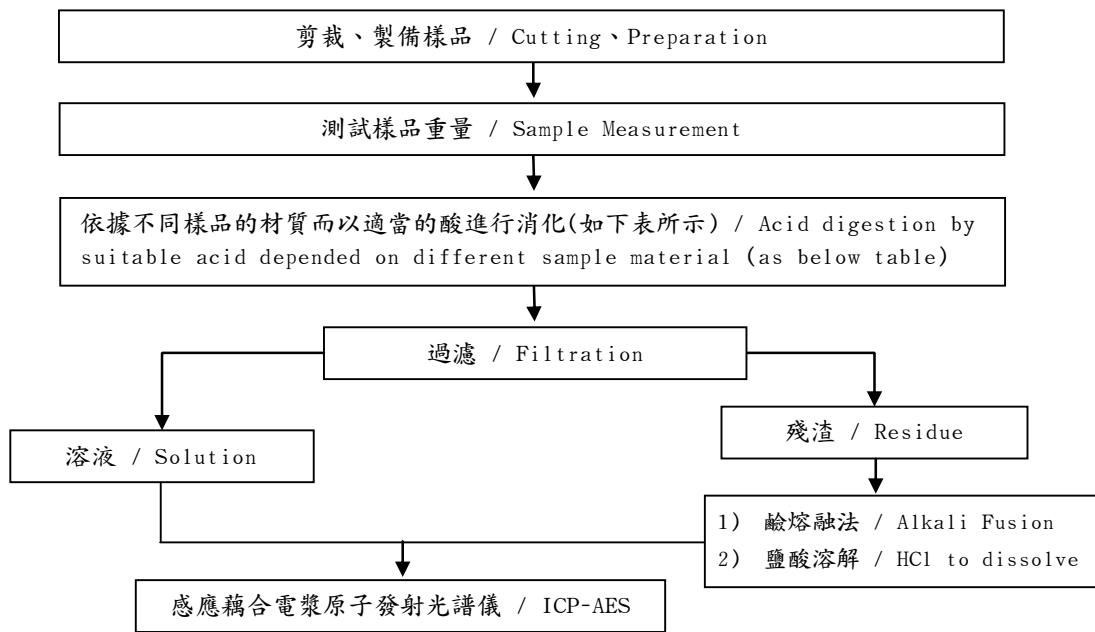 剪裁、製備樣品 / Cutting、Preparation
測試樣品重量 / Sample Measurement
依據不同樣品的材質而以適當的酸進行消化(如下表所示) / Acid digestion by
suitable acid depended on different sample material (as below table)
過濾 / Filtration
溶液 / Solution
殘渣 / Residue
1) 鹼熔融法 / Alkali Fusion
2) 鹽酸溶解 / HCl to dissolve
感應藕合電漿原子發射光譜儀 / ICP-AES